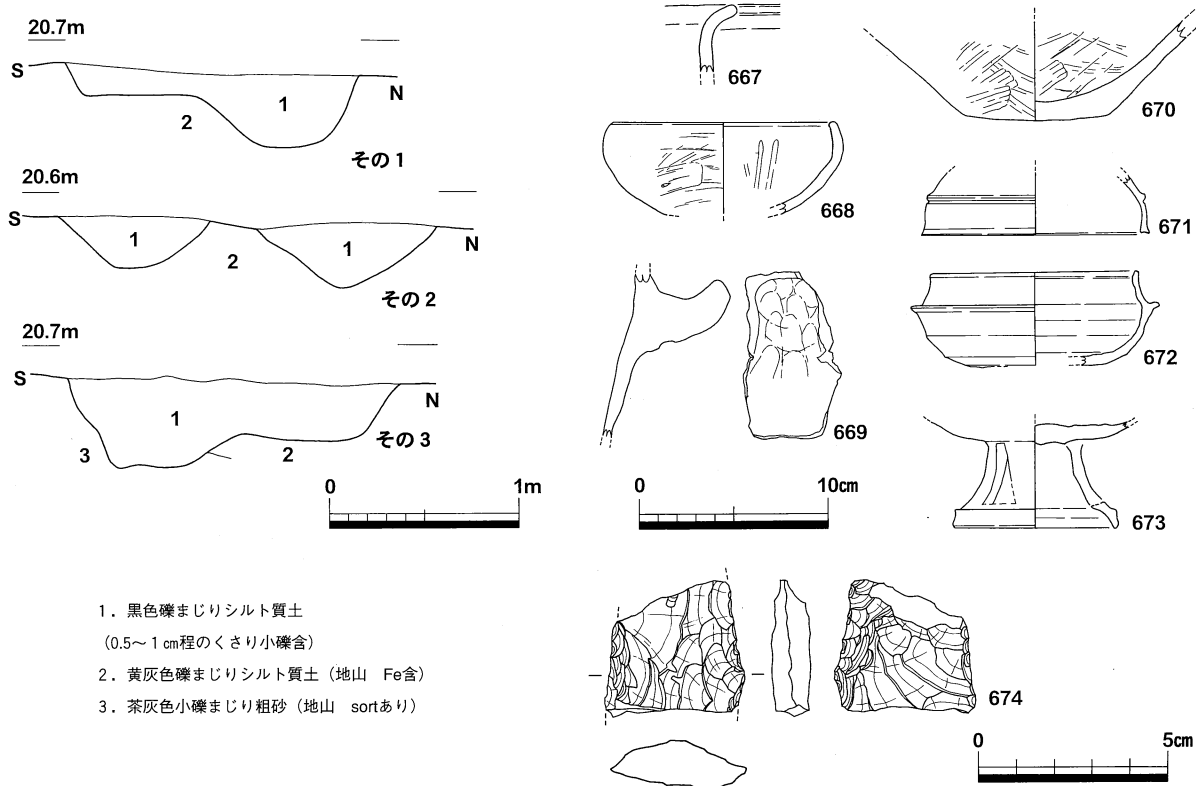 20.7m
S
N
1
2
その1
20.6m
S
N
1
2
1
その2
20.7m
S
N
1
2
3
その3
0 1m
1．黒色礫まじりシルト質土
（0.5～1㎝程のくさり小礫含）
2．黄灰色礫まじりシルト質土（地山　Fe含）
3．茶灰色小礫まじり粗砂（地山　sortあり）
667
668
669
0 10㎝
670
671
672
673
674
0 5㎝